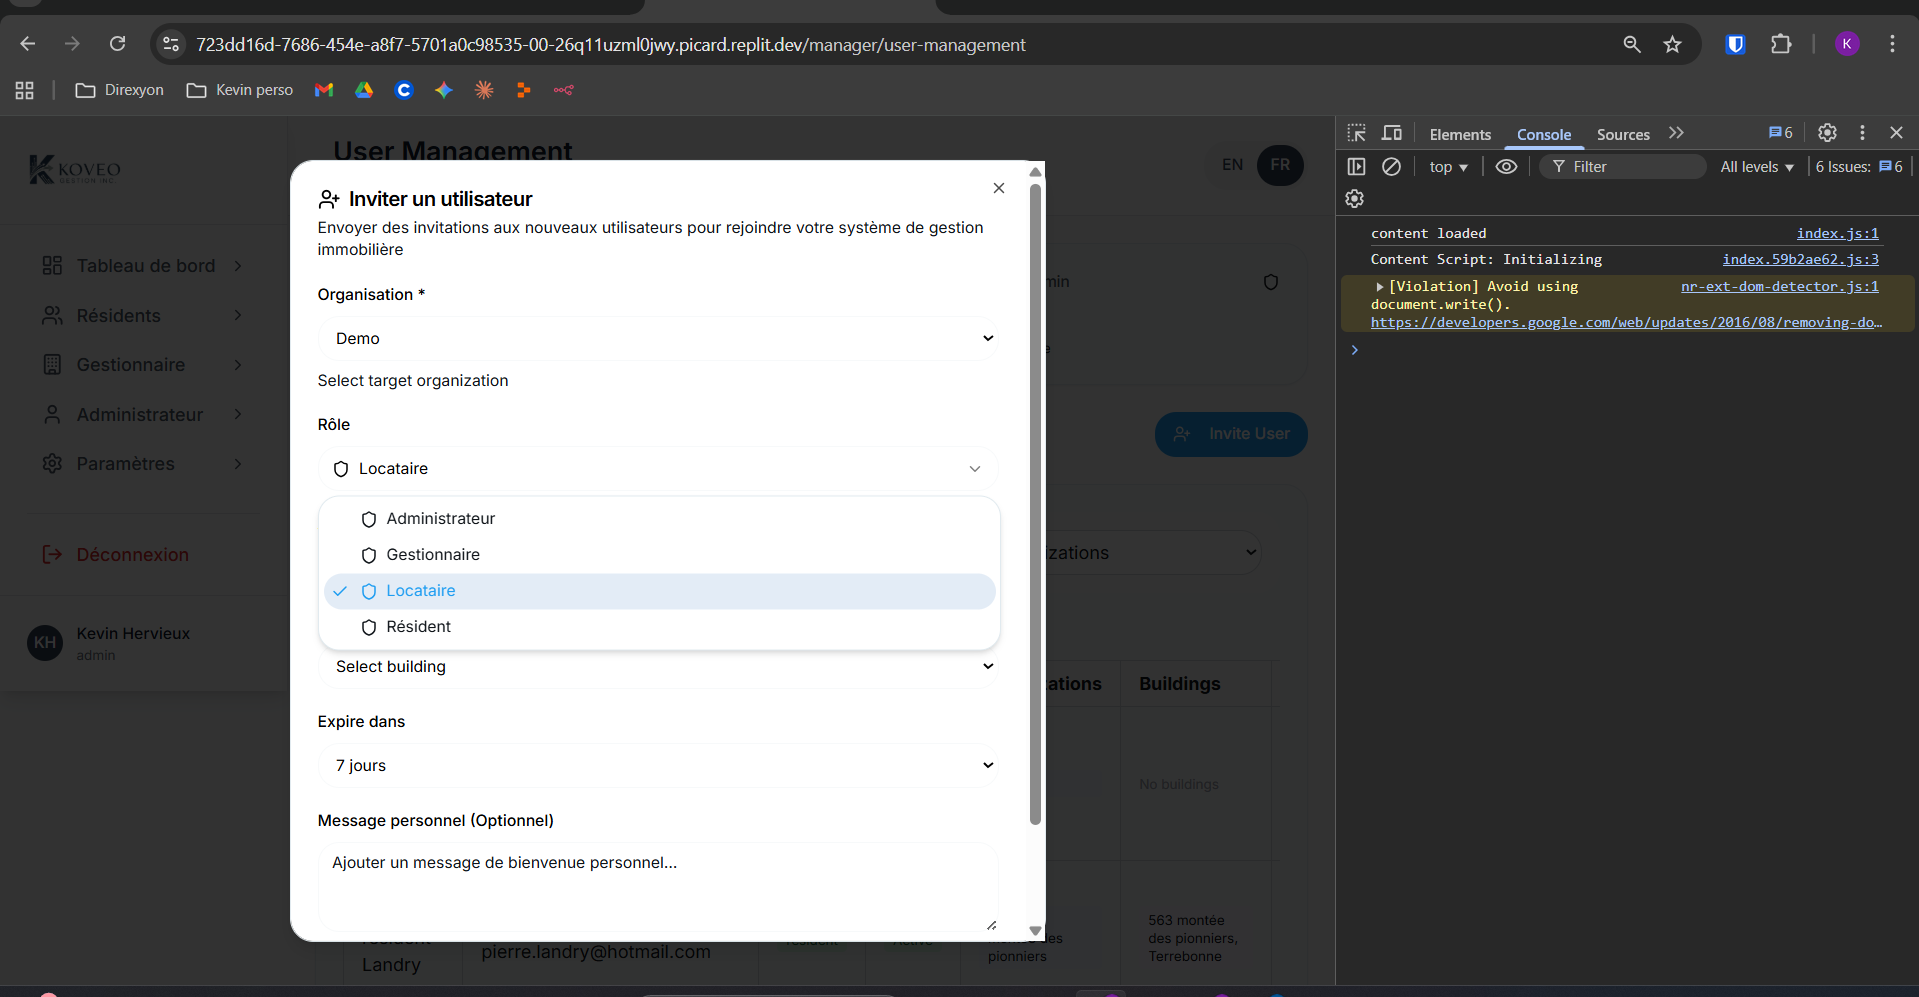 723dd16d-7686-454e-a8f7-5701a0c98535-00-26q11uzml0jwy.picard.replit.dev/manager/user-management
K
Direxyon
Kevin perso
KOVEO
GESTION INC.
Tableau de bord
Résidents
Gestionnaire
Administrateur
Paramètres
Déconnexion
KH
Kevin Hervieux
admin
User Management
EN
FR
Invite User
Inviter un utilisateur
Envoyer des invitations aux nouveaux utilisateurs pour rejoindre votre système de gestion
immobilière
Organisation *
Demo
Select target organization
Rôle
Locataire
Administrateur
Gestionnaire
Locataire
Résident
Select building
Expire dans
7 jours
Message personnel (Optionnel)
Ajouter un message de bienvenue personnel...
Buildings
No buildings
Landry
pierre.landry@hotmail.com
pionniers
563 montée
des pionniers,
Terrebonne
Elements
Console
Sources
6
top
Filter
All levels
6 Issues:
6
content loaded
index.js:1
Content Script: Initializing
index.59b2ae62.js:3
[Violation] Avoid using
nr-ext-dom-detector.js:1
document.write().
https://developers.google.com/web/updates/2016/08/removing-do…